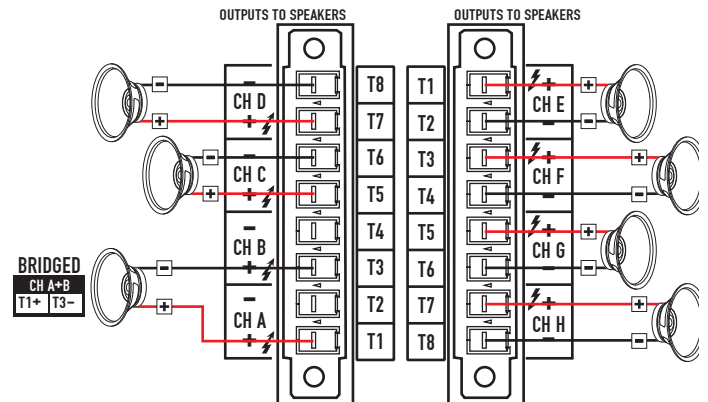 OUTPUTS TO SPEAKERS
OUTPUTS TO SPEAKERS
- - T8
CH D
+ + T7
- - T6
CH C
+ + T5
- T4
CH B
- + T3
- T2
CH A
+ + T1
BRIDGED
CH A+B
T1+ T3-
T1 + +
CH E
T2 - -
T3 + +
CH F
T4 - -
T5 + +
CH G
T6 - -
T7 + +
CH H
T8 - -